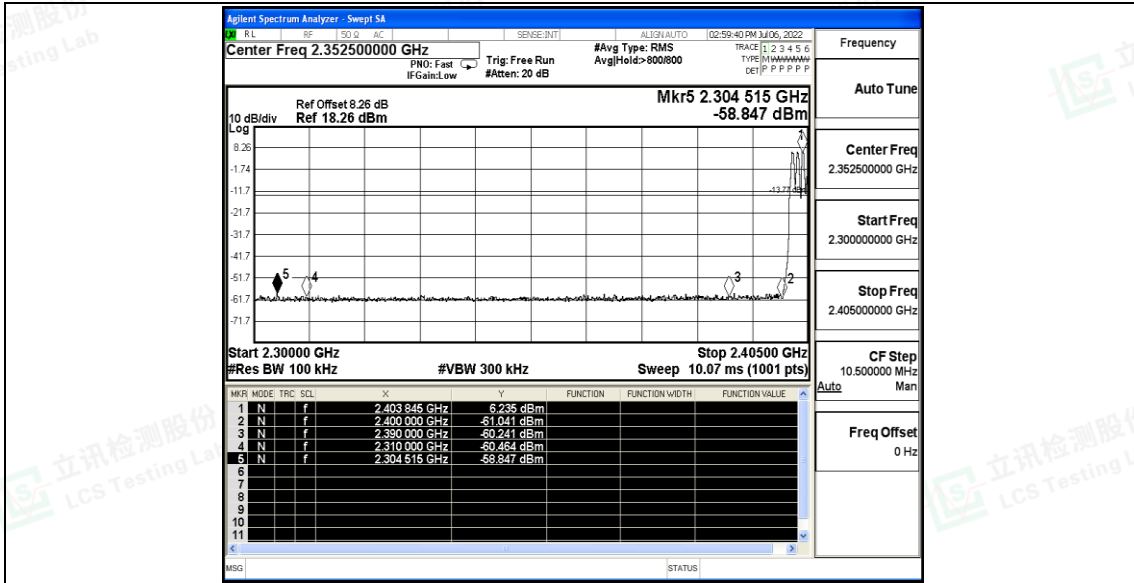 Agilent Spectrum Analyzer - Swept SA
RL RF 50 Ω AC SENSE:INT ALIGNAUTO 02:59:40 PM Jul 06, 2022
Center Freq 2.352500000 GHz
PNO: Fast
IFGain:Low
Trig: Free Run
#Atten: 20 dB
#Avg Type: RMS
Avg|Hold:>800/800
TRACE 1 2 3 4 5 6
TYPE M WWWWW
DET P P P P P P
Ref Offset 8.26 dB
Ref 18.26 dBm
10 dB/div
Log
Mkr5 2.304 515 GHz
-58.847 dBm
8.26
-1.74
-11.7
-21.7
-31.7
-41.7
-51.7
-61.7
-71.7
1
-13.77 dBm
5
4
3
2
Start 2.30000 GHz
Stop 2.40500 GHz
#Res BW 100 kHz
#VBW 300 kHz
Sweep 10.07 ms (1001 pts)
MKR MODE TRC SCL X Y FUNCTION FUNCTION WIDTH FUNCTION VALUE
1 N f 2.403 845 GHz 6.235 dBm
2 N f 2.400 000 GHz -61.041 dBm
3 N f 2.390 000 GHz -60.241 dBm
4 N f 2.310 000 GHz -60.464 dBm
5 N f 2.304 515 GHz -58.847 dBm
6
7
8
9
10
11
MSG
STATUS
Frequency
Auto Tune
Center Freq
2.352500000 GHz
Start Freq
2.300000000 GHz
Stop Freq
2.405000000 GHz
CF Step
10.500000 MHz
Auto Man
Freq Offset
0 Hz
立讯检测股份
LCS Testing Lab